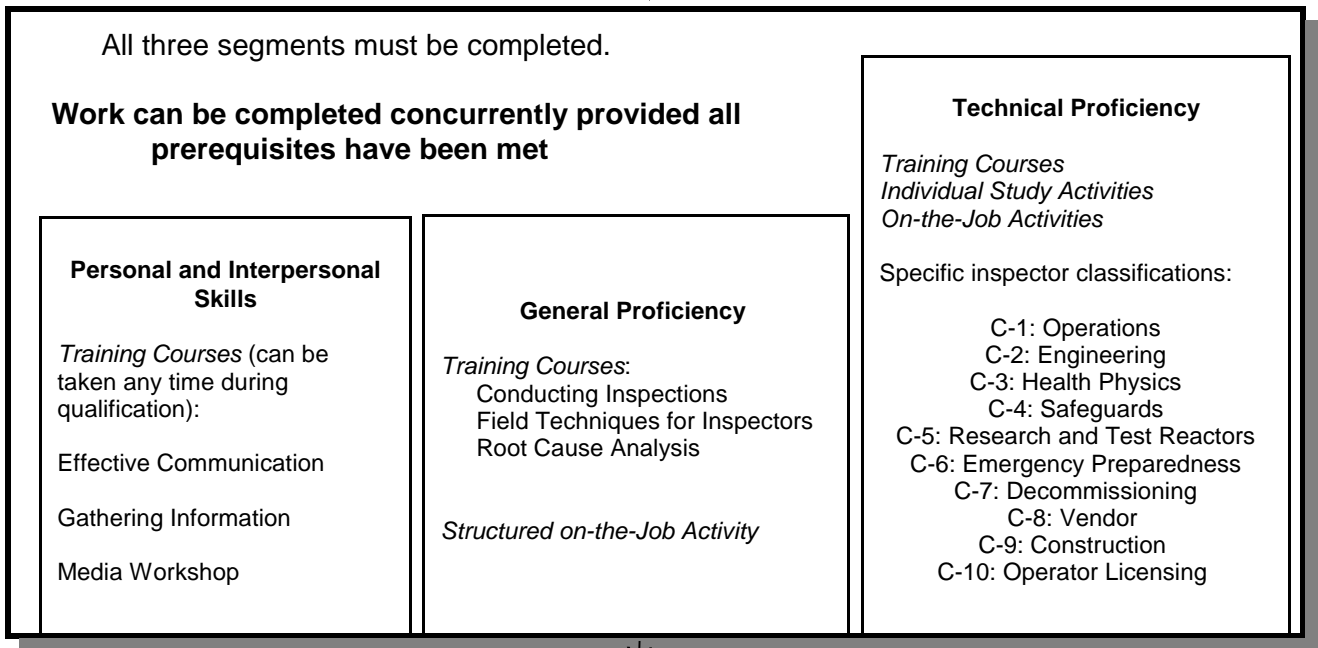 All three segments must be completed.
Work can be completed concurrently provided all
prerequisites have been met
Personal and Interpersonal
Skills
Training Courses (can be
taken any time during
qualification):
Effective Communication
Gathering Information
Media Workshop
General Proficiency
Training Courses:
Conducting Inspections
Field Techniques for Inspectors
Root Cause Analysis
Structured on-the-Job Activity
Technical Proficiency
Training Courses
Individual Study Activities
On-the-Job Activities
Specific inspector classifications:
C-1: Operations
C-2: Engineering
C-3: Health Physics
C-4: Safeguards
C-5: Research and Test Reactors
C-6: Emergency Preparedness
C-7: Decommissioning
C-8: Vendor
C-9: Construction
C-10: Operator Licensing